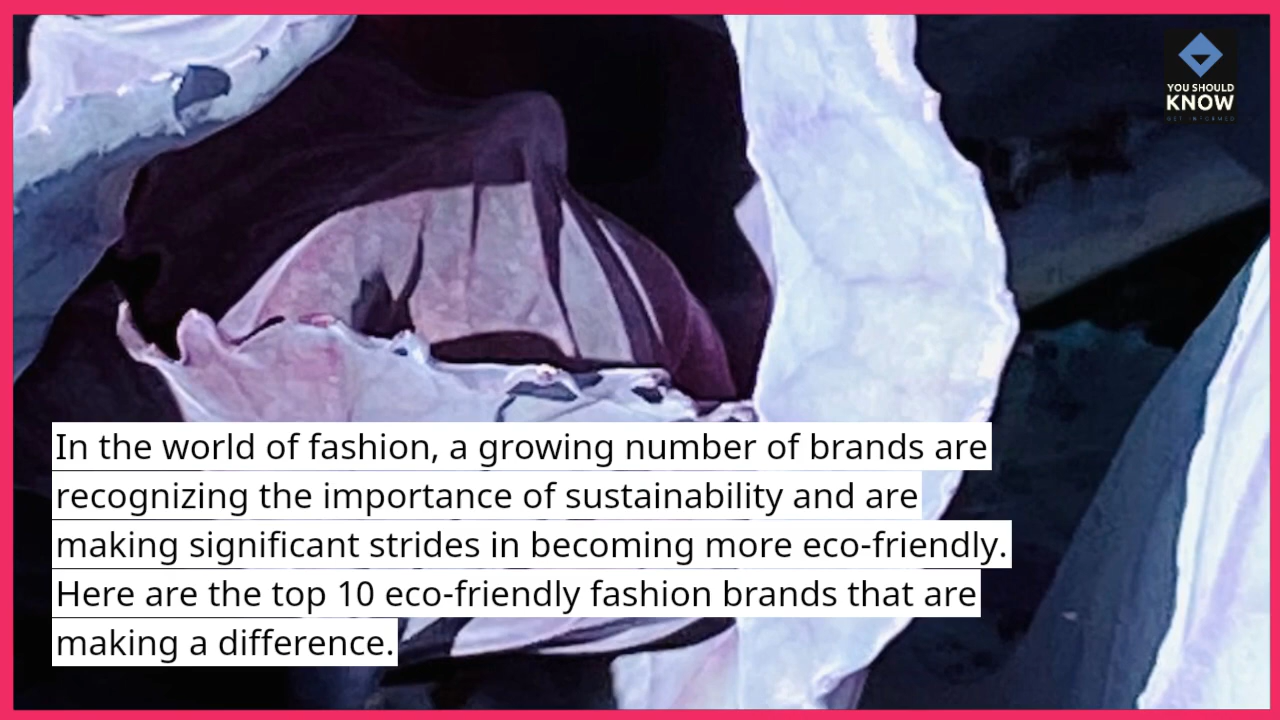 YOU SHOULD
KNOW
GET INFORMED
In the world of fashion, a growing number of brands are
recognizing the importance of sustainability and are
making significant strides in becoming more eco-friendly.
Here are the top 10 eco-friendly fashion brands that are
making a difference.